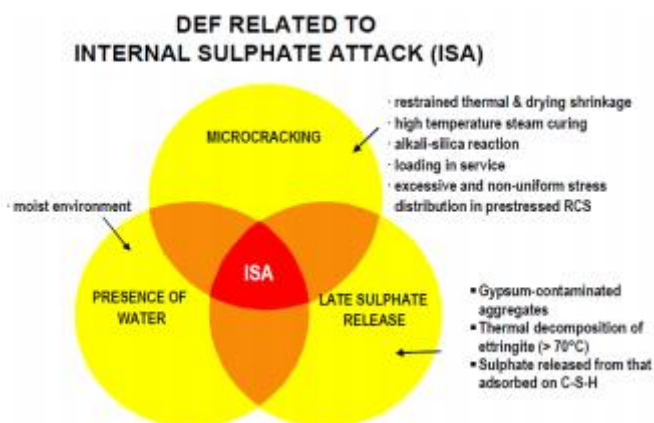 DEF RELATED TO
INTERNAL SULPHATE ATTACK (ISA)
MICROCRACKING
· restrained thermal & drying shrinkage
· high temperature steam curing
· alkali-silica reaction
· loading in service
· excessive and non-uniform stress
distribution in prestressed RCS
· moist environment
ISA
PRESENCE OF
WATER
LATE SULPHATE
RELEASE
▪ Gypsum-contaminated
aggregates
▪ Thermal decomposition of
ettringite (> 70°C)
▪ Sulphate released from that
adsorbed on C-S-H